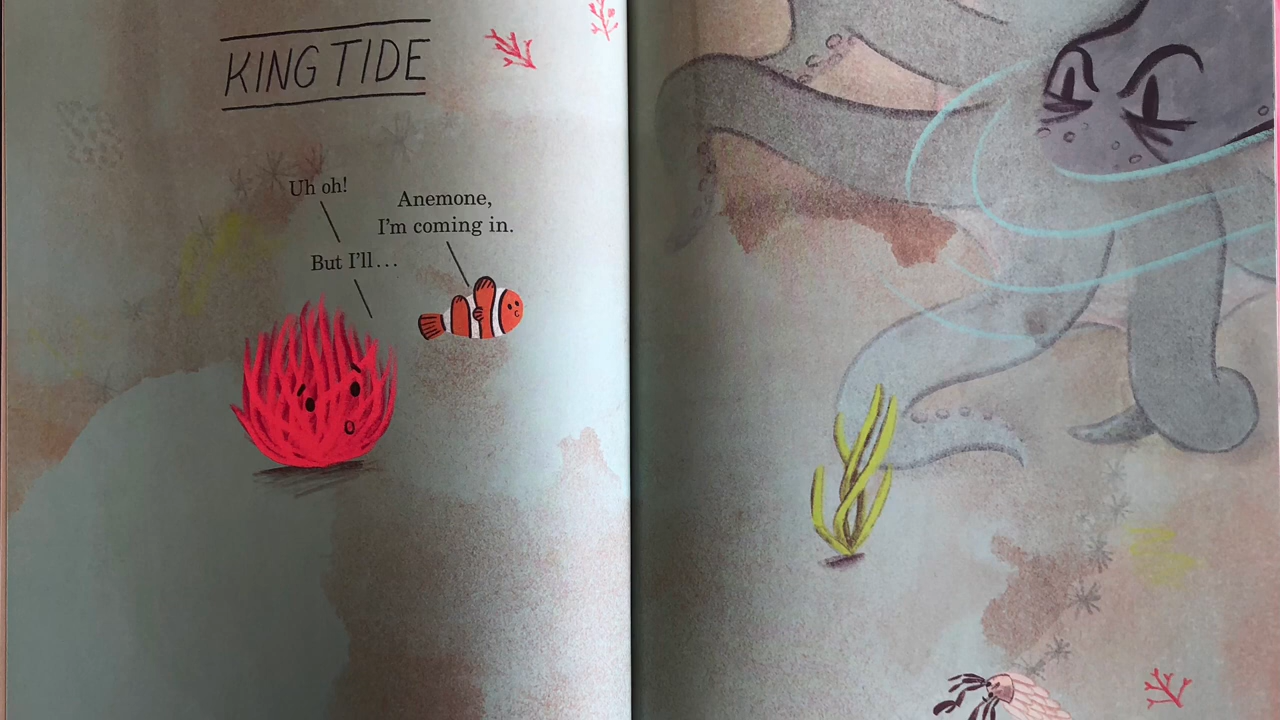 KING TIDE
Uh oh!
Anemone,
I'm coming in.
But I'll...